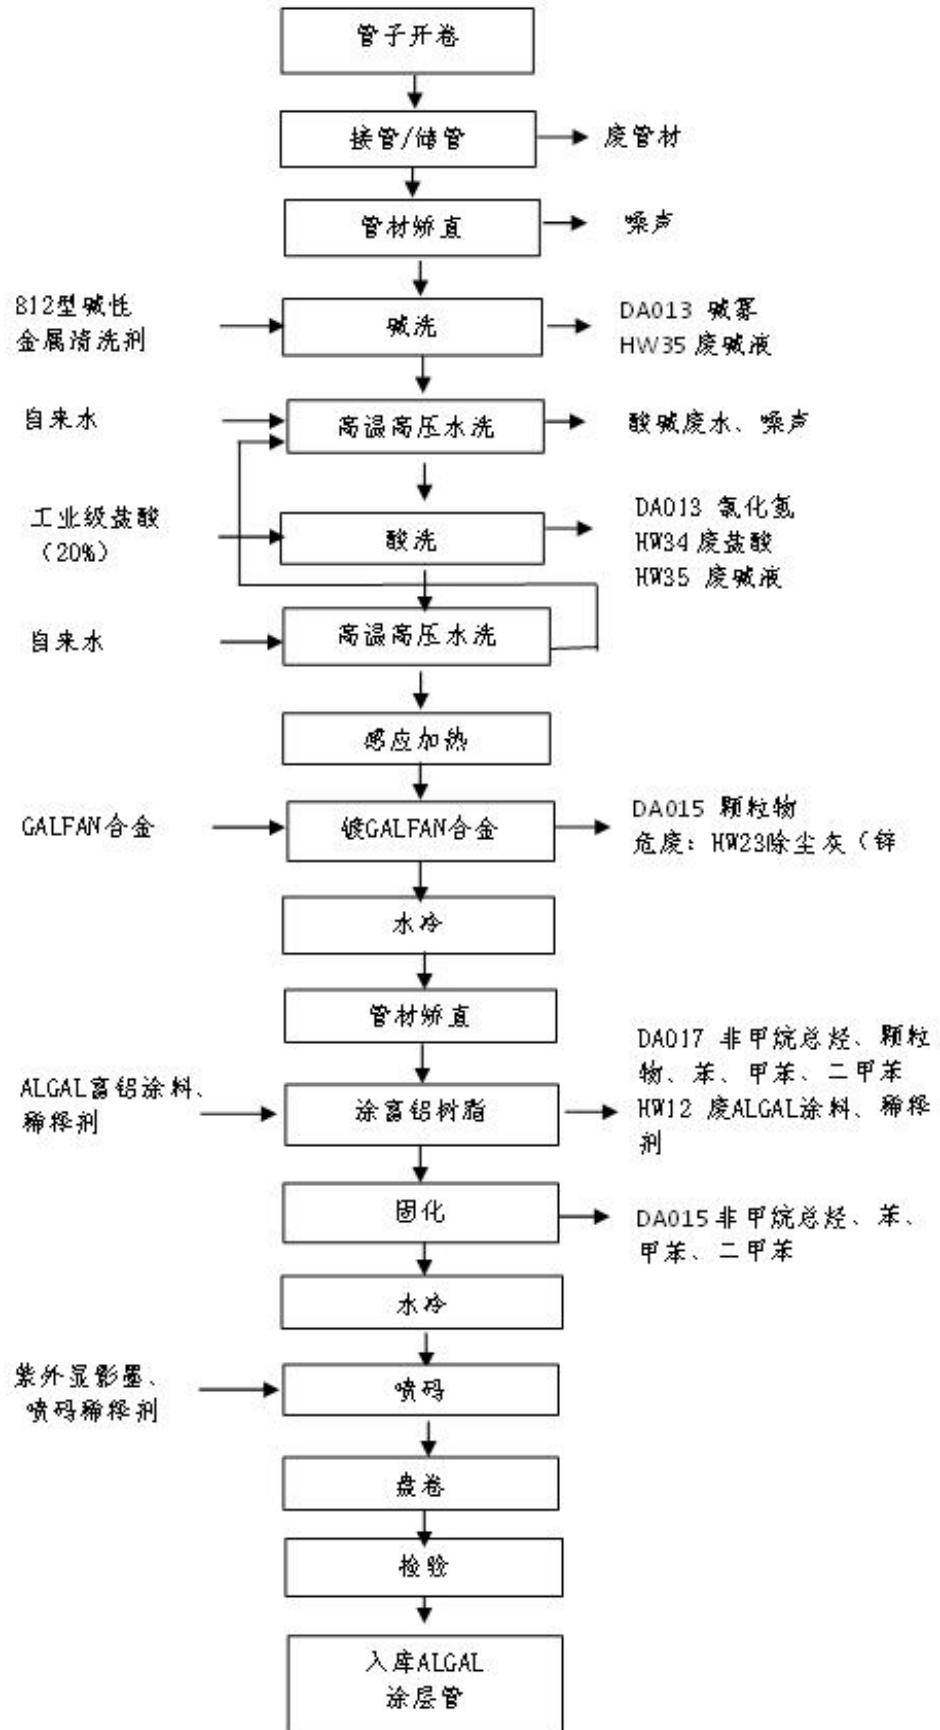 管子开卷
接管/储管
废管材
管材矫直
噪声
812型碱性
金属清洗剂
碱洗
DA013 碱雾
HW35 废碱液
自来水
高温高压水洗
酸碱废水、噪声
工业级盐酸
（20%）
酸洗
DA013 氯化氢
HW34 废盐酸
HW35 废碱液
自来水
高温高压水洗
感应加热
GALFAN合金
镀GALFAN合金
DA015 颗粒物
危废：HW23除尘灰（锌
水冷
管材矫直
ALGAL富铝涂料、
稀释剂
涂富铝树脂
DA017 非甲烷总烃、颗粒
物、苯、甲苯、二甲苯
HW12 废ALGAL涂料、稀释
剂
固化
DA015 非甲烷总烃、苯、
甲苯、二甲苯
水冷
紫外显影墨、
喷码稀释剂
喷码
盘卷
检验
入库ALGAL
涂层管